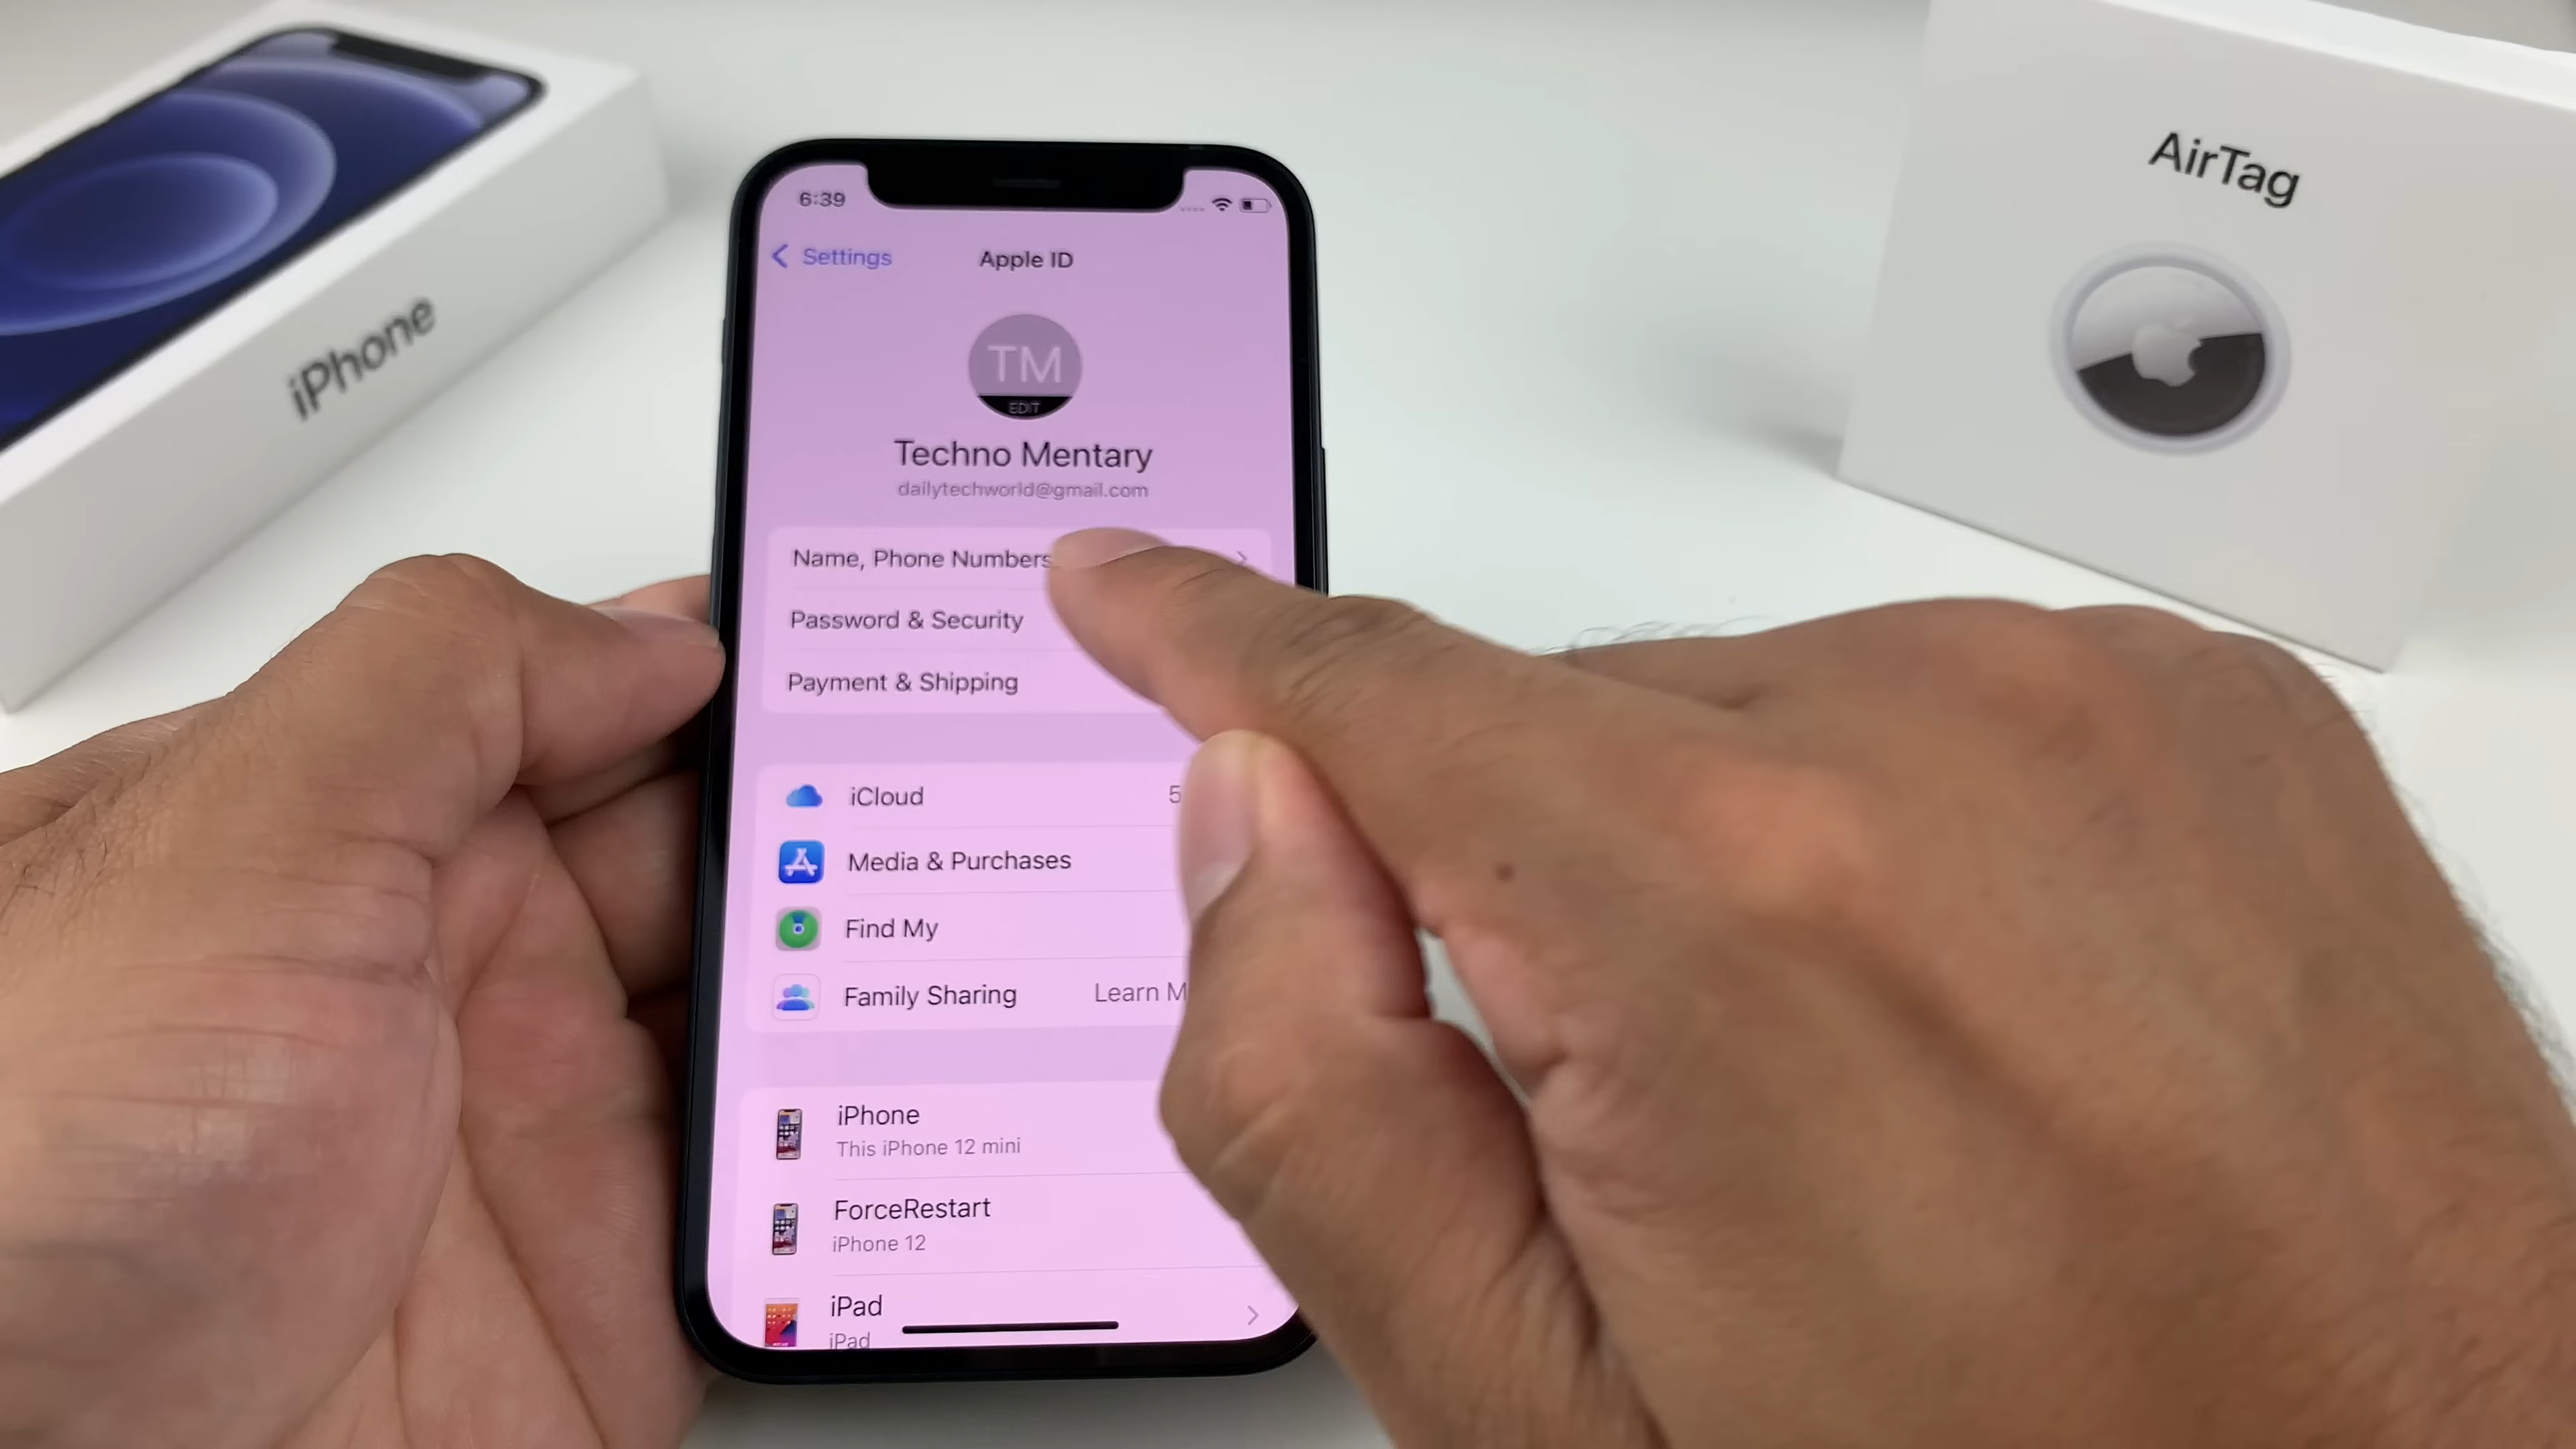 iPhone
AirTag
6:39
Settings
Apple ID
TM
EDIT
Techno Mentary
dailytechworld@gmail.com
Name, Phone Numbers
Password & Security
Payment & Shipping
iCloud 5
Media & Purchases
Find My
Family Sharing Learn M
iPhone
This iPhone 12 mini
ForceRestart
iPhone 12
iPad
iPad